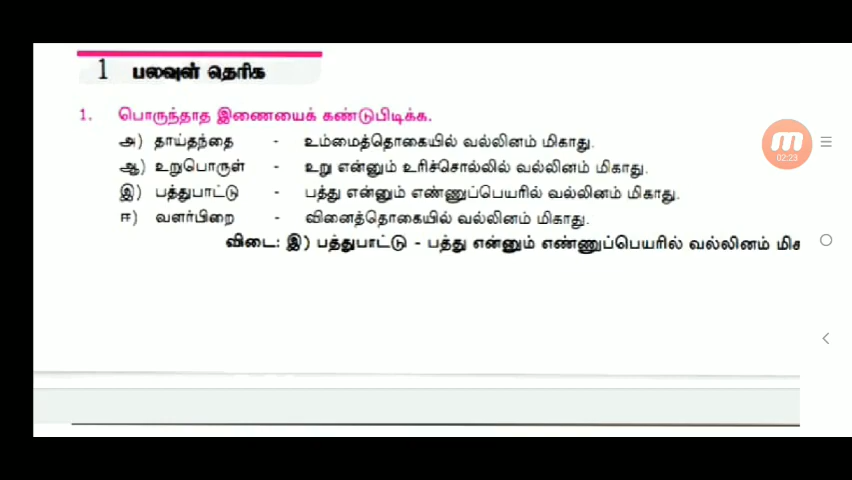 1 பலவுள் தெரிக
1. பொருந்தாத இணையைக் கண்டுபிடிக்க.
அ) தாய்தந்தை - உம்மைத்தொகையில் வல்லினம் மிகாது.
ஆ) உறுபொருள் - உறு என்னும் உரிச்சொல்லில் வல்லினம் மிகாது.
இ) பத்துபாட்டு - பத்து என்னும் எண்ணுப்பெயரில் வல்லினம் மிகாது.
ஈ) வளர்பிறை - வினைத்தொகையில் வல்லினம் மிகாது.
விடை: இ) பத்துபாட்டு - பத்து என்னும் எண்ணுப்பெயரில் வல்லினம் மிக
02:23